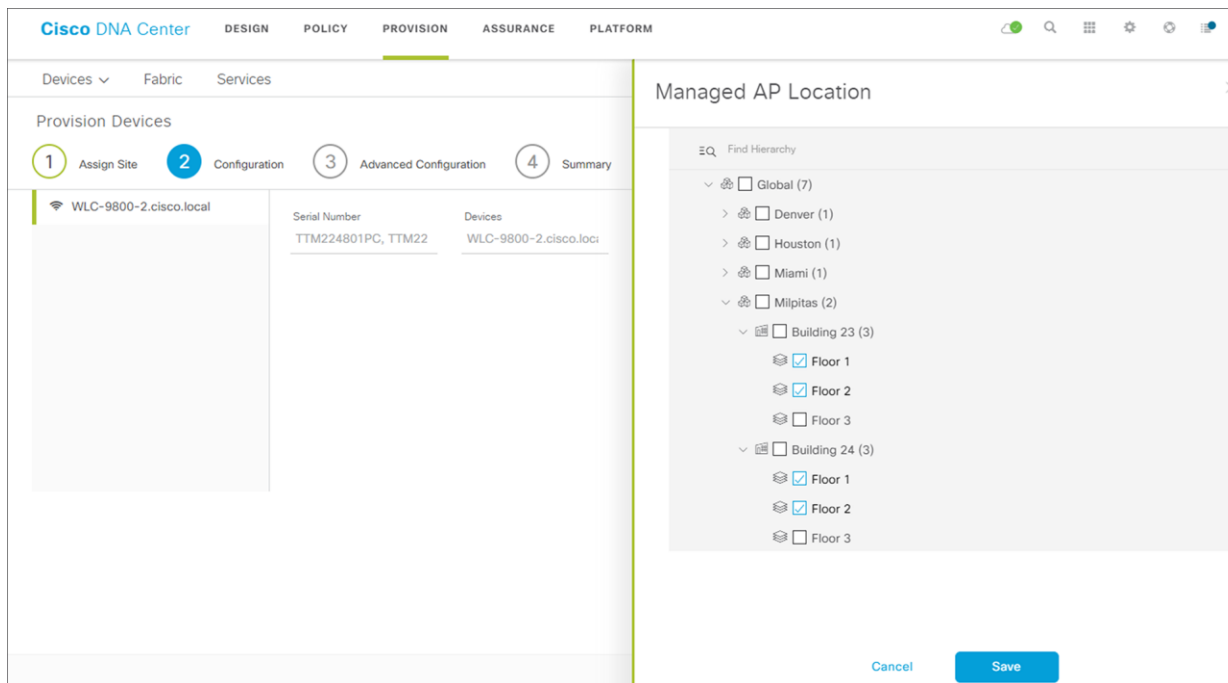 Cisco DNA Center DESIGN POLICY PROVISION ASSURANCE PLATFORM
Devices Fabric Services
Provision Devices
1 Assign Site 2 Configuration 3 Advanced Configuration 4 Summary
WLC-9800-2.cisco.local
Serial Number Devices
TTM224801PC, TTM22 WLC-9800-2.cisco.loc
Managed AP Location
Find Hierarchy
Global (7)
Denver (1)
Houston (1)
Miami (1)
Milpitas (2)
Building 23 (3)
Floor 1
Floor 2
Floor 3
Building 24 (3)
Floor 1
Floor 2
Floor 3
Cancel Save